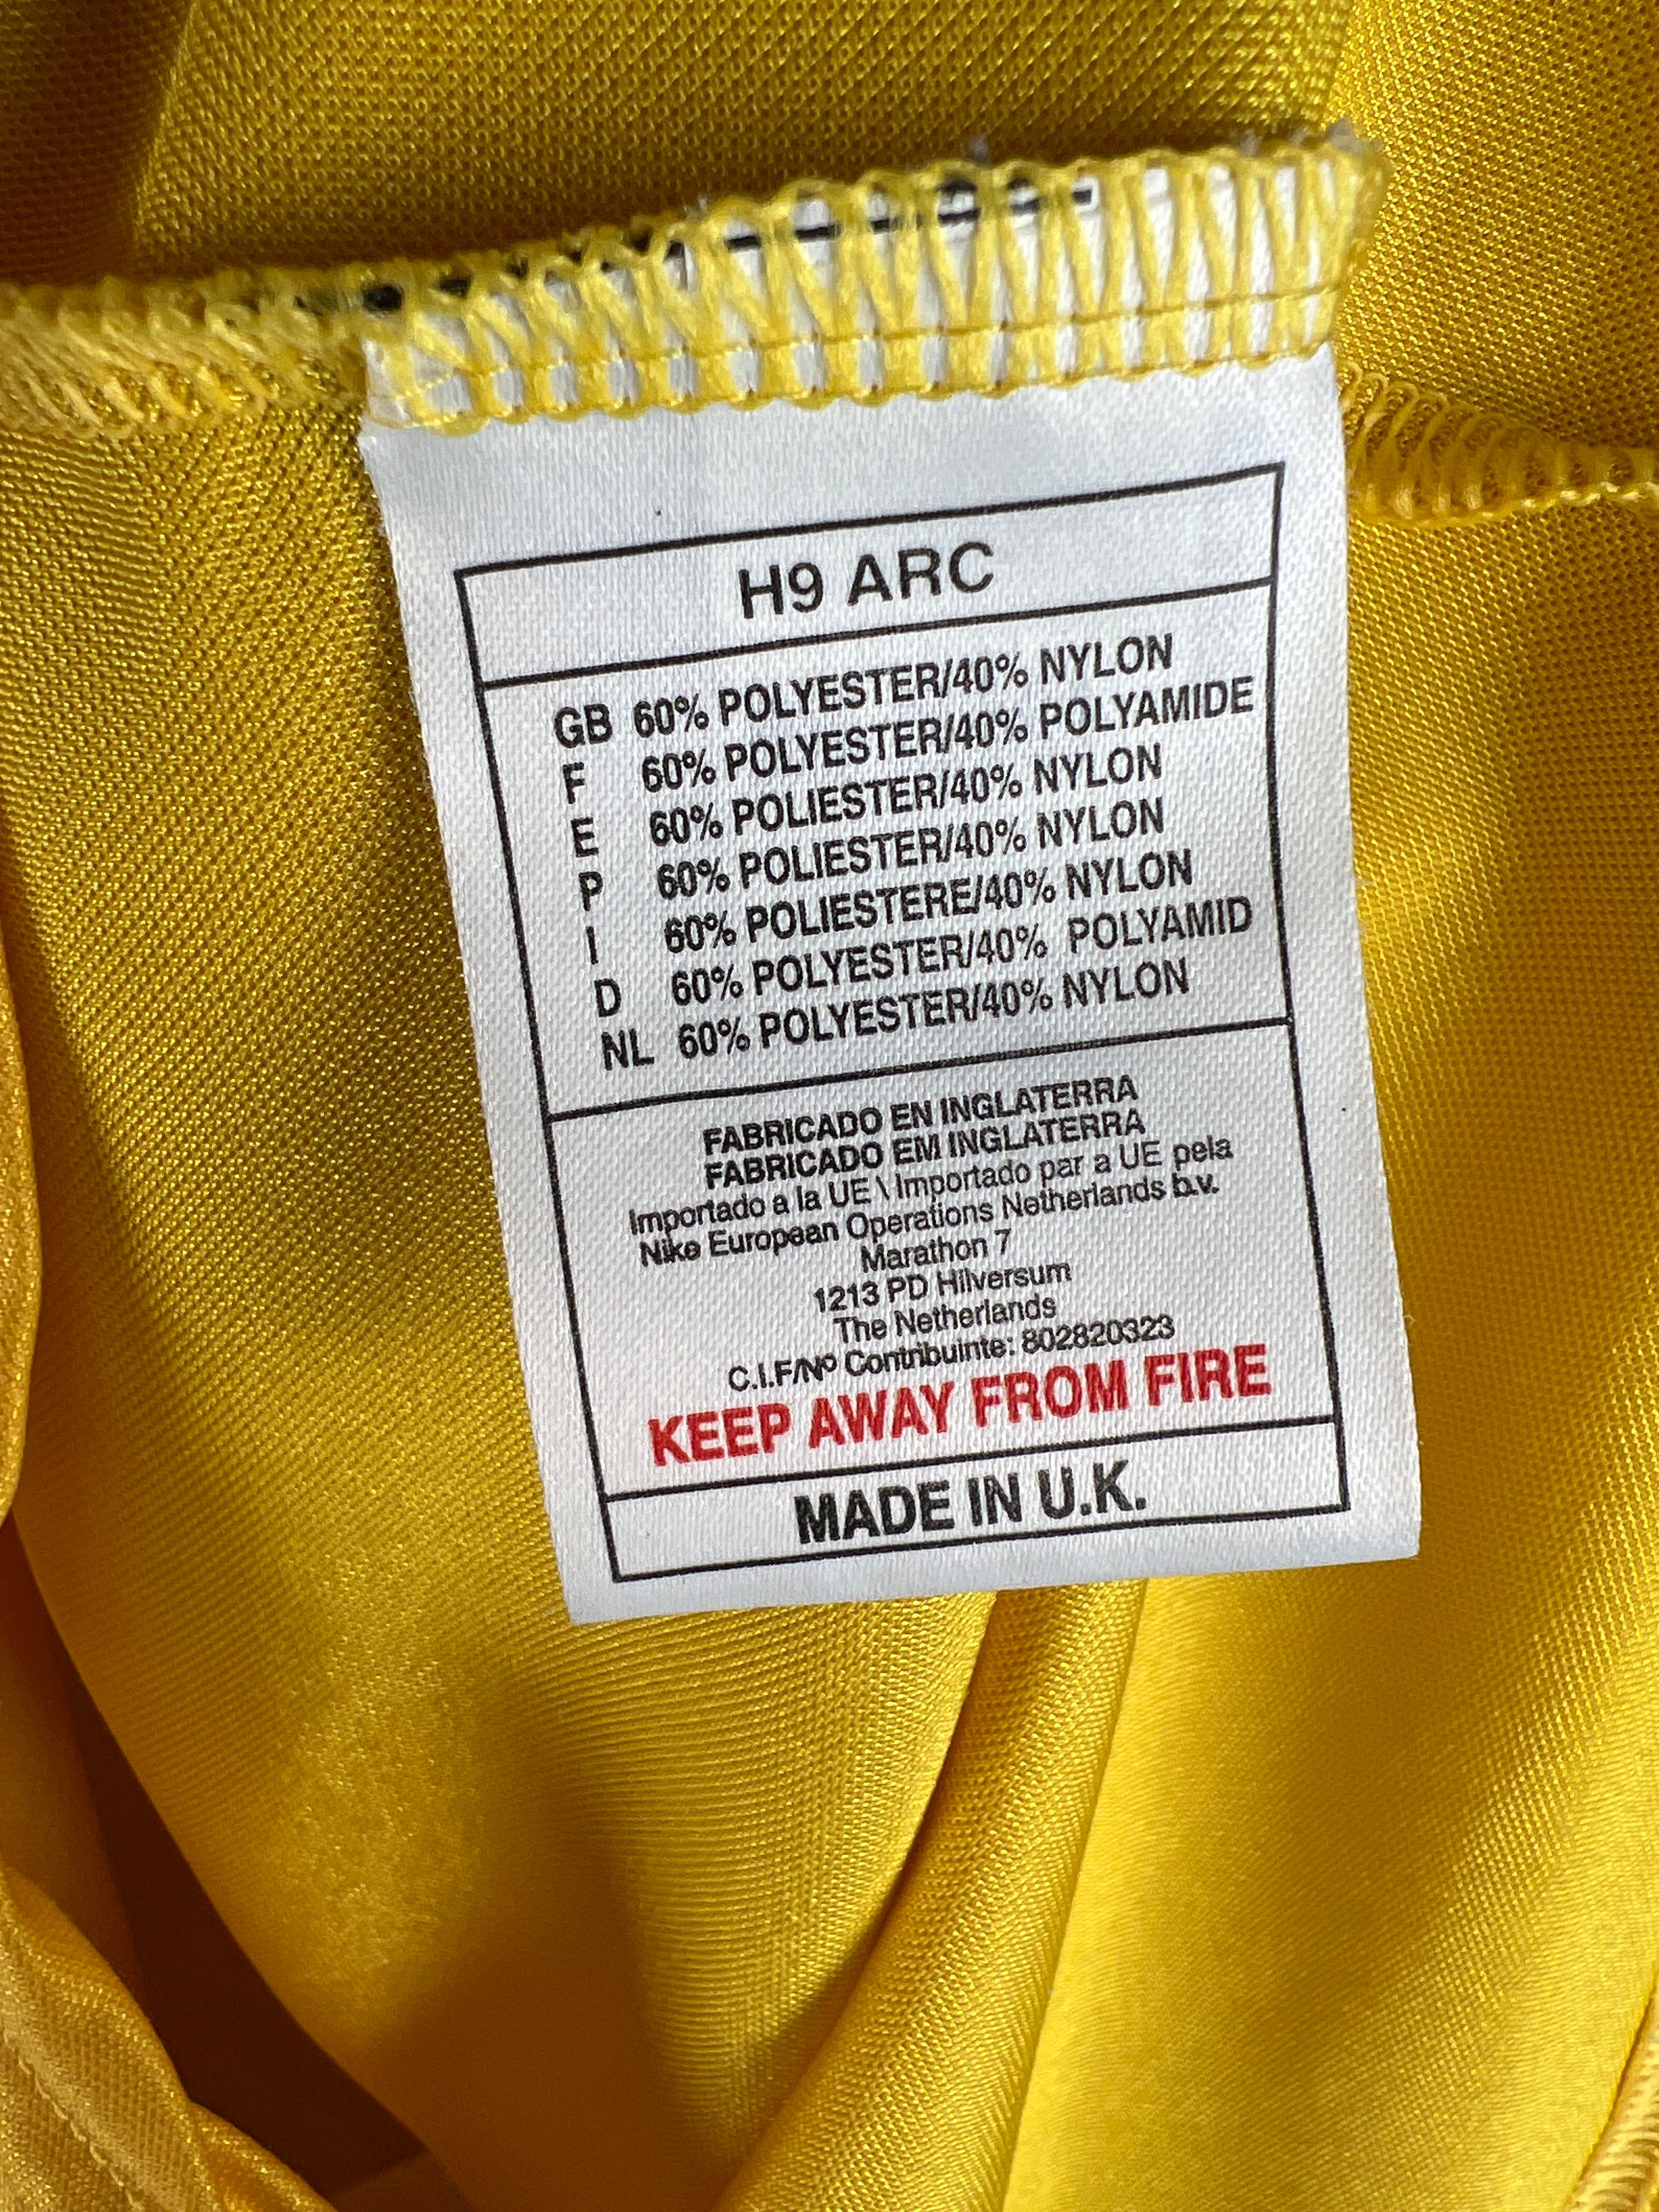 H9 ARC
GB 60% POLYESTER/40% NYLON
F 60% POLYESTER/40% POLYAMIDE
E 60% POLIESTER/40% NYLON
P 60% POLIESTER/40% NYLON
I 60% POLIESTERE/40% NYLON
D 60% POLYESTER/40% POLYAMID
NL 60% POLYESTER/40% NYLON
FABRICADO EN INGLATERRA
FABRICADO EM INGLATERRA
Importado a la UE \ Importado par a UE pela
Nike European Operations Netherlands b.v.
Marathon 7
1213 PD Hilversum
The Netherlands
C.I.F/Nº Contribuinte: 802820323
KEEP AWAY FROM FIRE
MADE IN U.K.